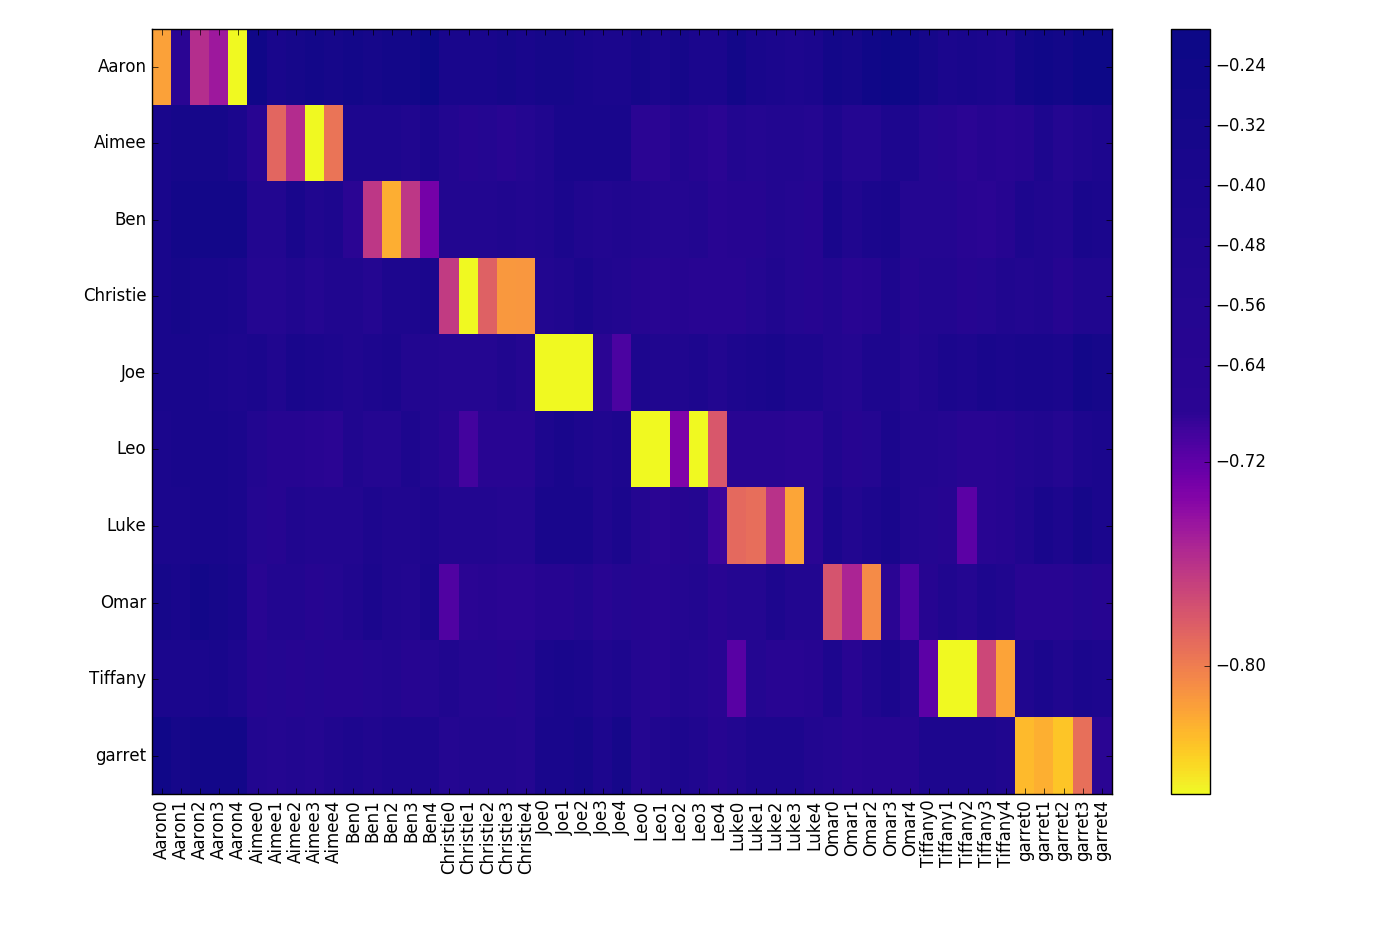 Aaron
Aimee
Ben
Christie
Joe
Leo
Luke
Omar
Tiffany
garret
Aaron0
Aaron1
Aaron2
Aaron3
Aaron4
Aimee0
Aimee1
Aimee2
Aimee3
Aimee4
Ben0
Ben1
Ben2
Ben3
Ben4
Christie0
Christie1
Christie2
Christie3
Christie4
Joe0
Joe1
Joe2
Joe3
Joe4
Leo0
Leo1
Leo2
Leo3
Leo4
Luke0
Luke1
Luke2
Luke3
Luke4
Omar0
Omar1
Omar2
Omar3
Omar4
Tiffany0
Tiffany1
Tiffany2
Tiffany3
Tiffany4
garret0
garret1
garret2
garret3
garret4
−0.24
−0.32
−0.40
−0.48
−0.56
−0.64
−0.72
−0.80